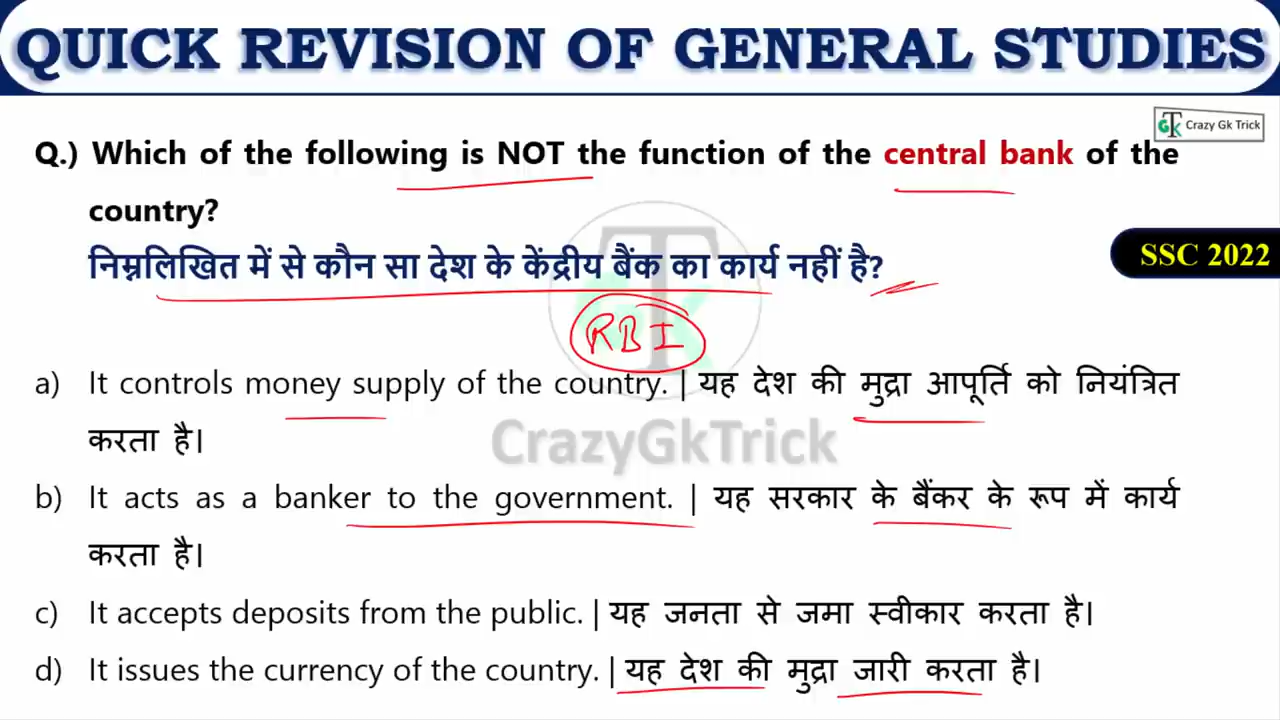 QUICK REVISION OF GENERAL STUDIES
Crazy Gk Trick
Q.) Which of the following is NOT the function of the central bank of the
country?
निम्नलिखित में से कौन सा देश के केंद्रीय बैंक का कार्य नहीं है?
SSC 2022
RBI
a) It controls money supply of the country. | यह देश की मुद्रा आपूर्ति को नियंत्रित
करता है।
CrazyGkTrick
b) It acts as a banker to the government. | यह सरकार के बैंकर के रूप में कार्य
करता है।
c) It accepts deposits from the public. | यह जनता से जमा स्वीकार करता है।
d) It issues the currency of the country. | यह देश की मुद्रा जारी करता है।